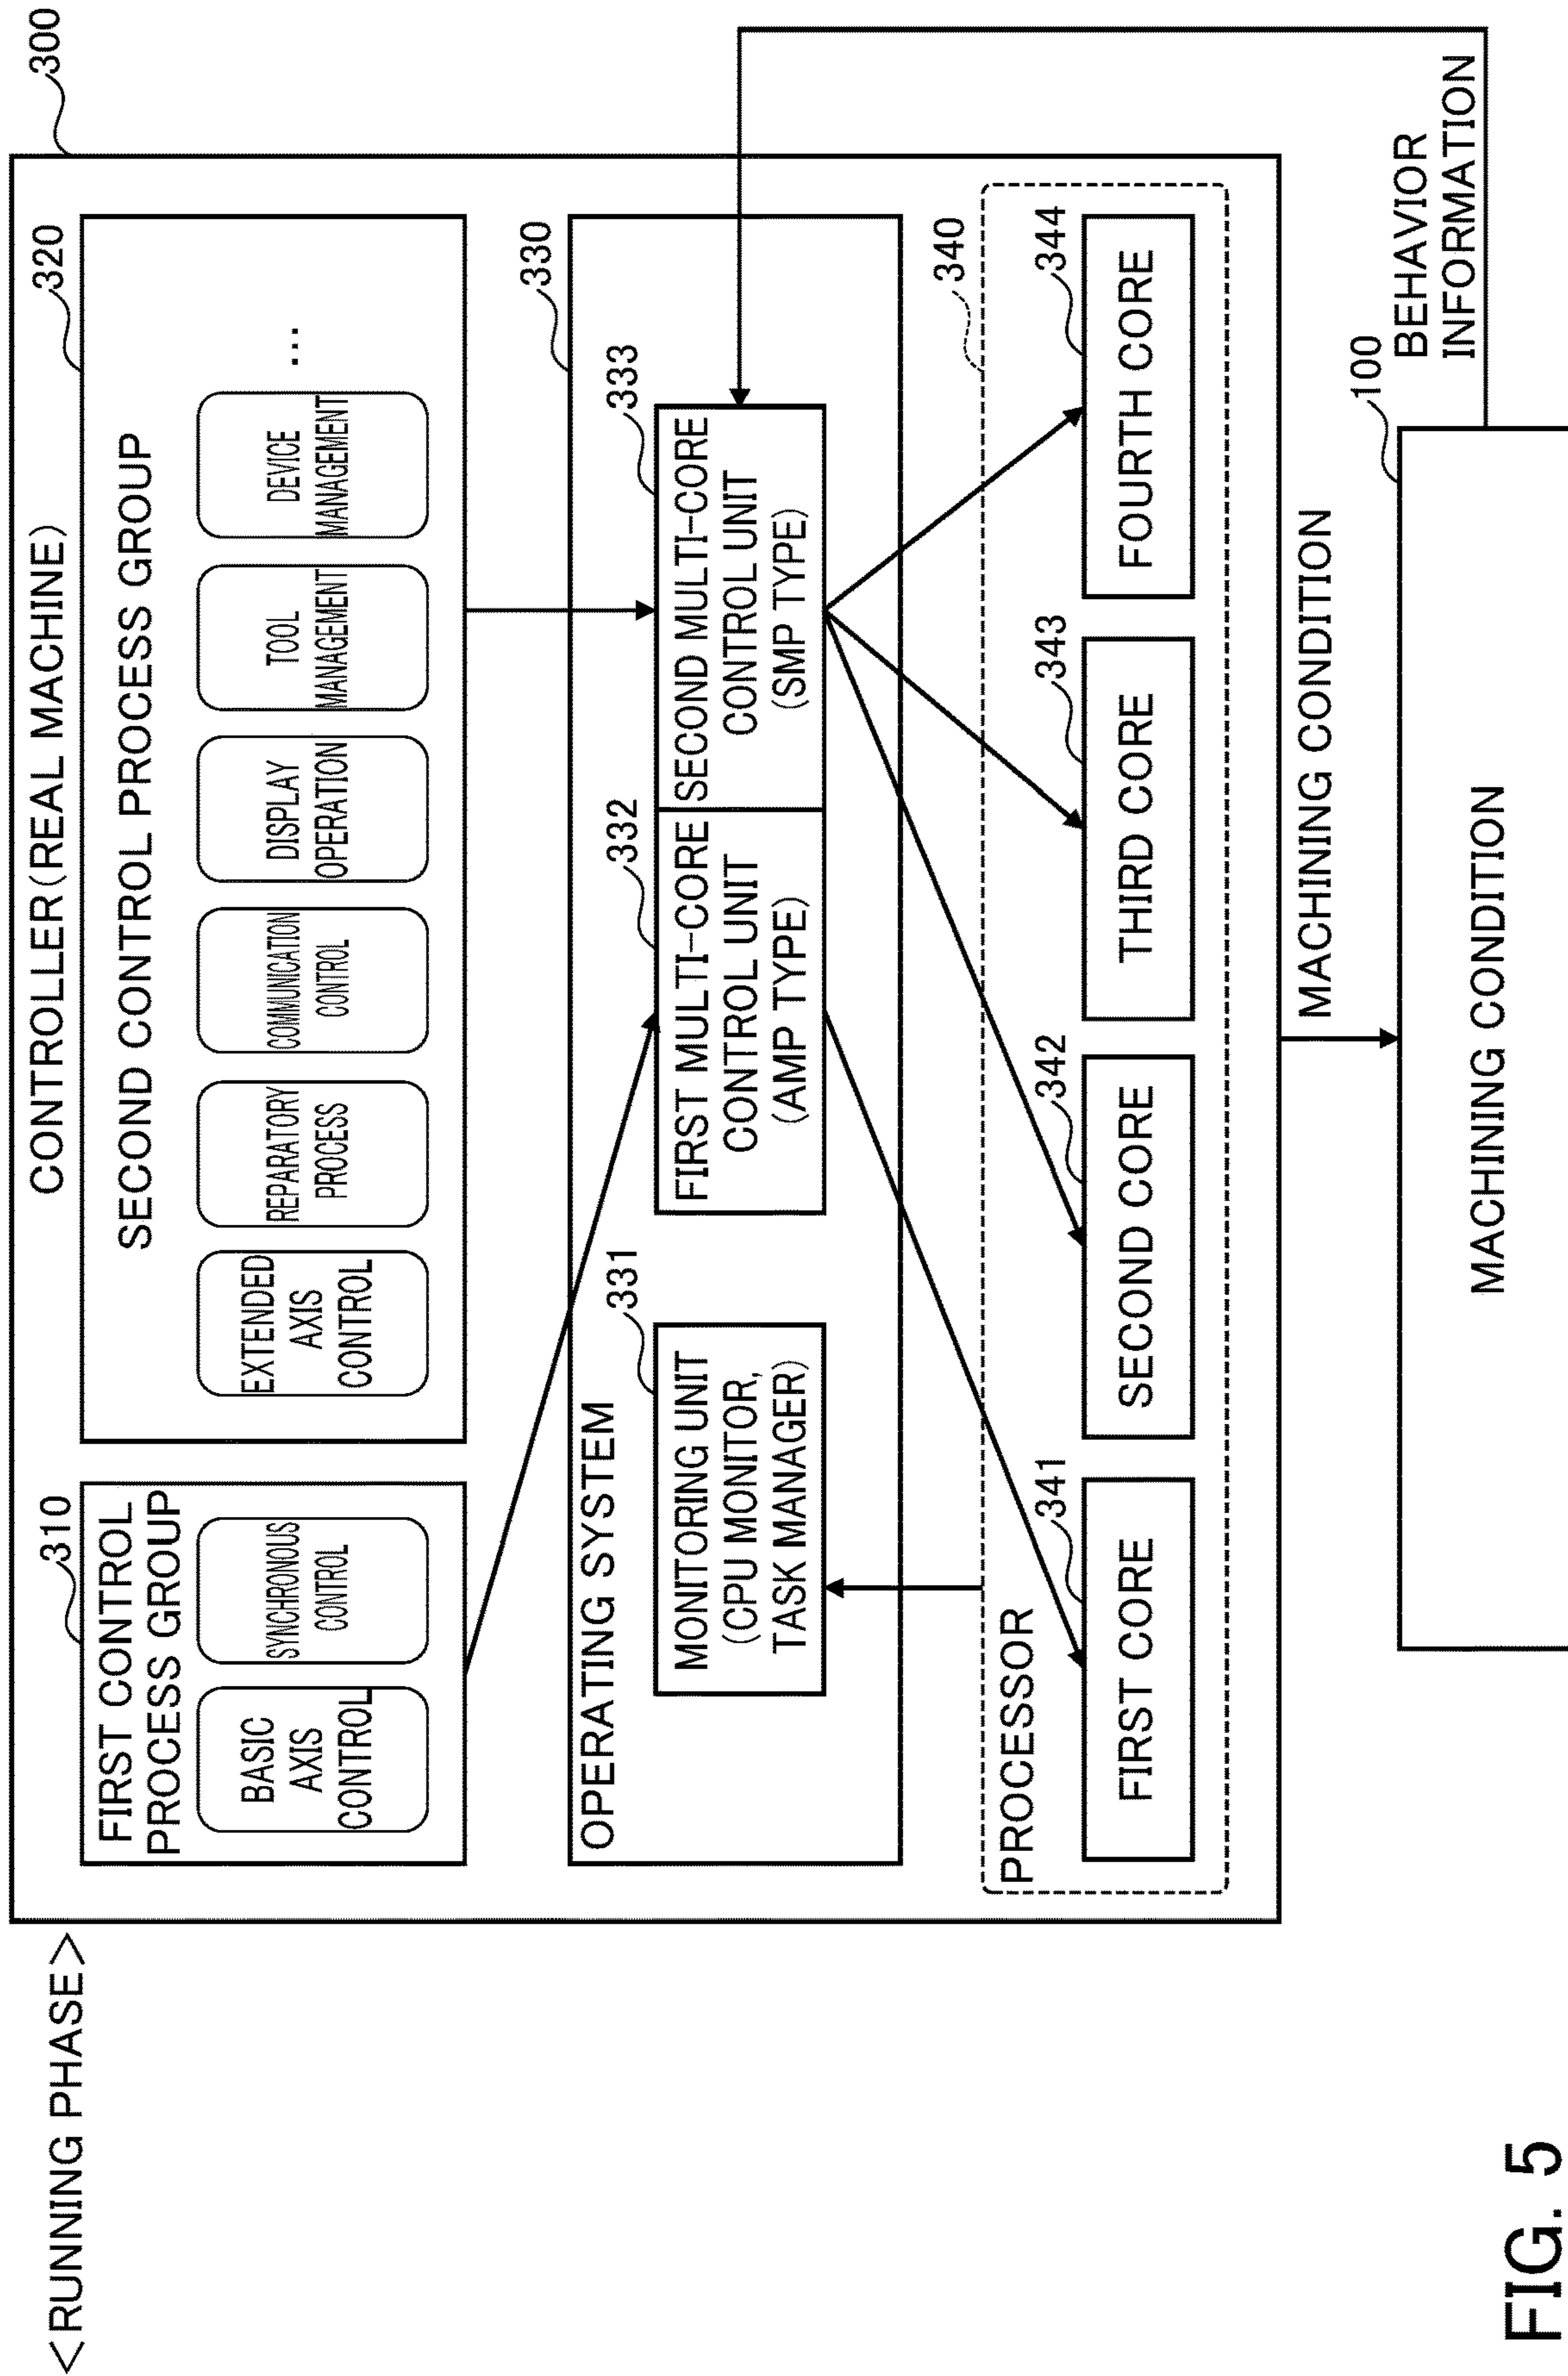 <RUNNING PHASE>
CONTROLLER(REAL MACHINE)
300
310
FIRST CONTROL
PROCESS GROUP
BASIC
AXIS
CONTROL
SYNCHRONOUS
CONTROL
320
SECOND CONTROL PROCESS GROUP
EXTENDED
AXIS
CONTROL
REPARATORY
PROCESS
COMMUNICATION
CONTROL
DISPLAY
OPERATION
TOOL
MANAGEMENT
DEVICE
MANAGEMENT
...
330
OPERATING SYSTEM
331
MONITORING UNIT
(CPU MONITOR,
TASK MANAGER)
332
FIRST MULTI-CORE
CONTROL UNIT
(AMP TYPE)
333
SECOND MULTI-CORE
CONTROL UNIT
(SMP TYPE)
340
PROCESSOR
341
FIRST CORE
342
SECOND CORE
343
THIRD CORE
344
FOURTH CORE
MACHINING CONDITION
100
BEHAVIOR
INFORMATION
MACHINING CONDITION
FIG. 5